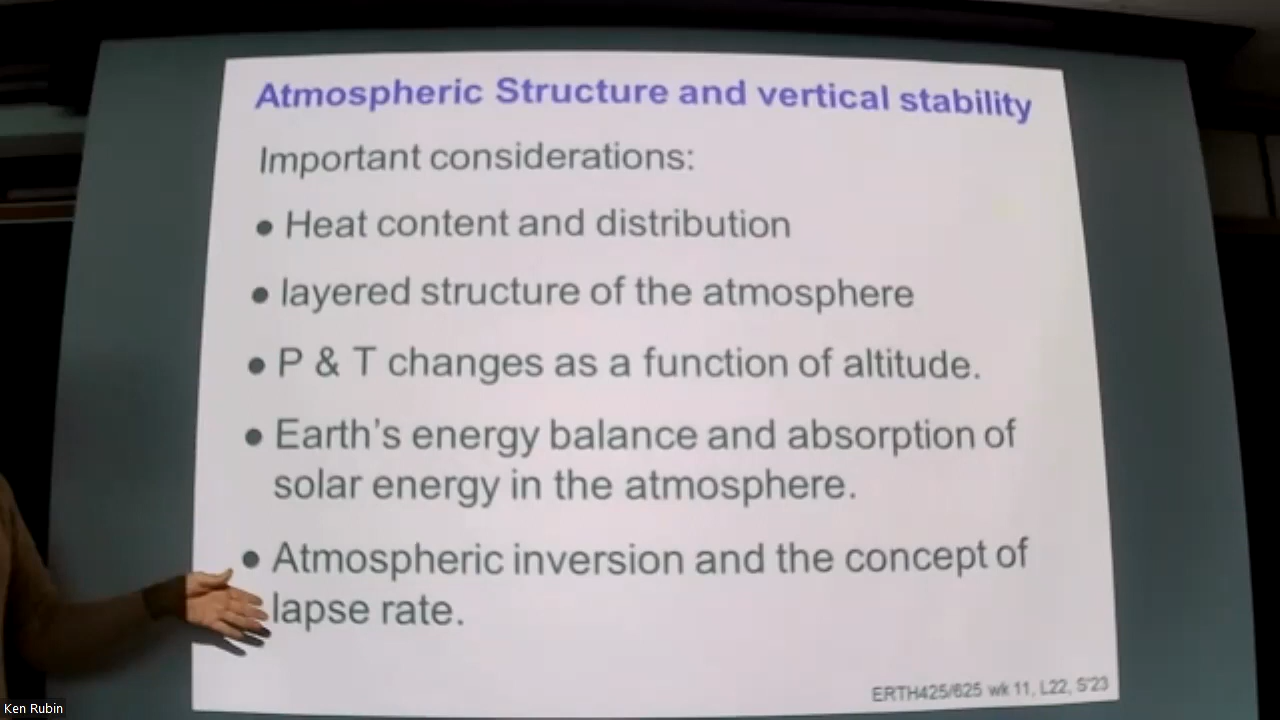 Atmospheric Structure and vertical stability
Important considerations:
● Heat content and distribution
● layered structure of the atmosphere
● P & T changes as a function of altitude.
● Earth's energy balance and absorption of
solar energy in the atmosphere.
● Atmospheric inversion and the concept of
lapse rate.
ERTH425/625 wk 11, L22, S'23
Ken Rubin